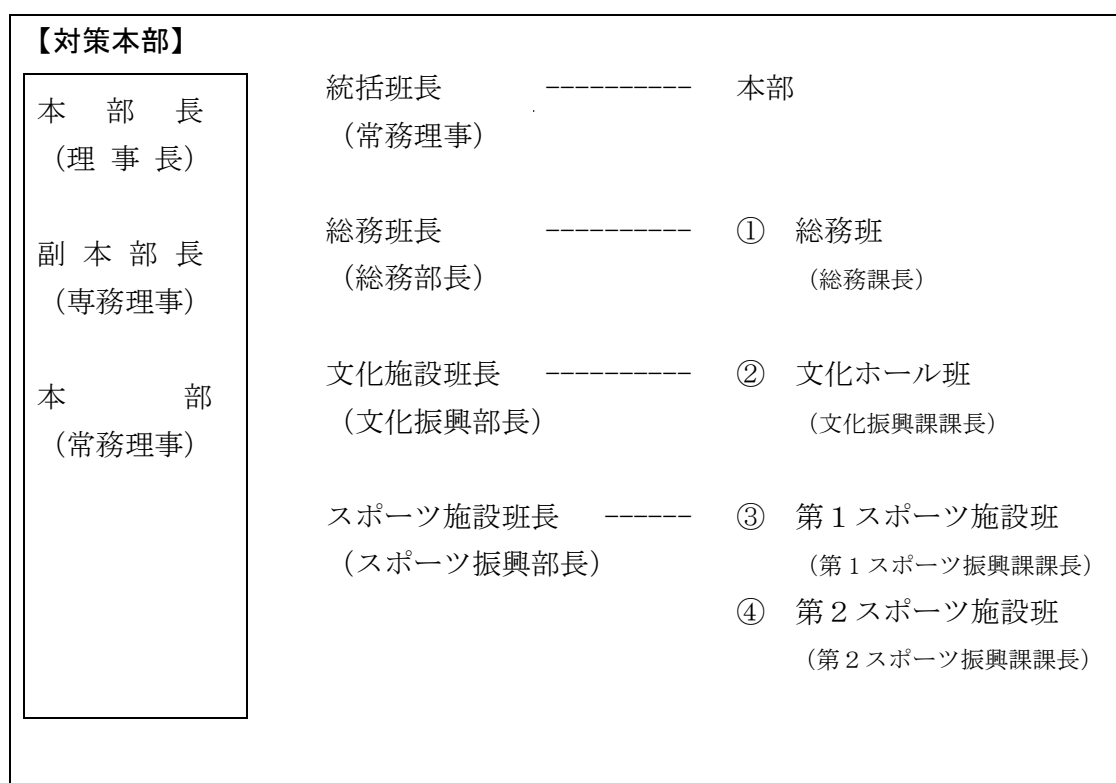 【対策本部】
本部長
（理事長）
副本部長
（専務理事）
本部
（常務理事）
統括班長 ---------- 本部
（常務理事）
総務班長 ---------- ① 総務班
（総務部長） （総務課長）
文化施設班長 ---------- ② 文化ホール班
（文化振興部長） （文化振興課課長）
スポーツ施設班長 ------ ③ 第１スポーツ施設班
（スポーツ振興部長） （第１スポーツ振興課課長）
④ 第２スポーツ施設班
（第２スポーツ振興課課長）